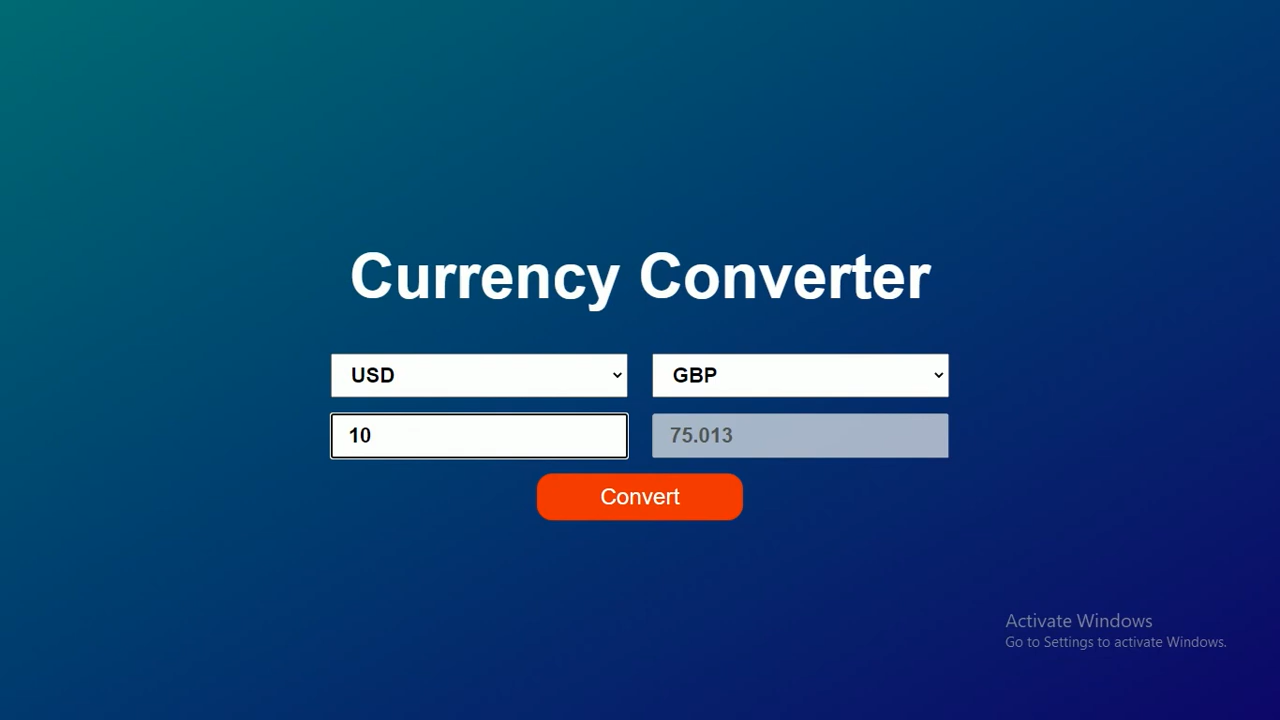 Currency Converter
USD
GBP
10
75.013
Convert
Activate Windows
Go to Settings to activate Windows.